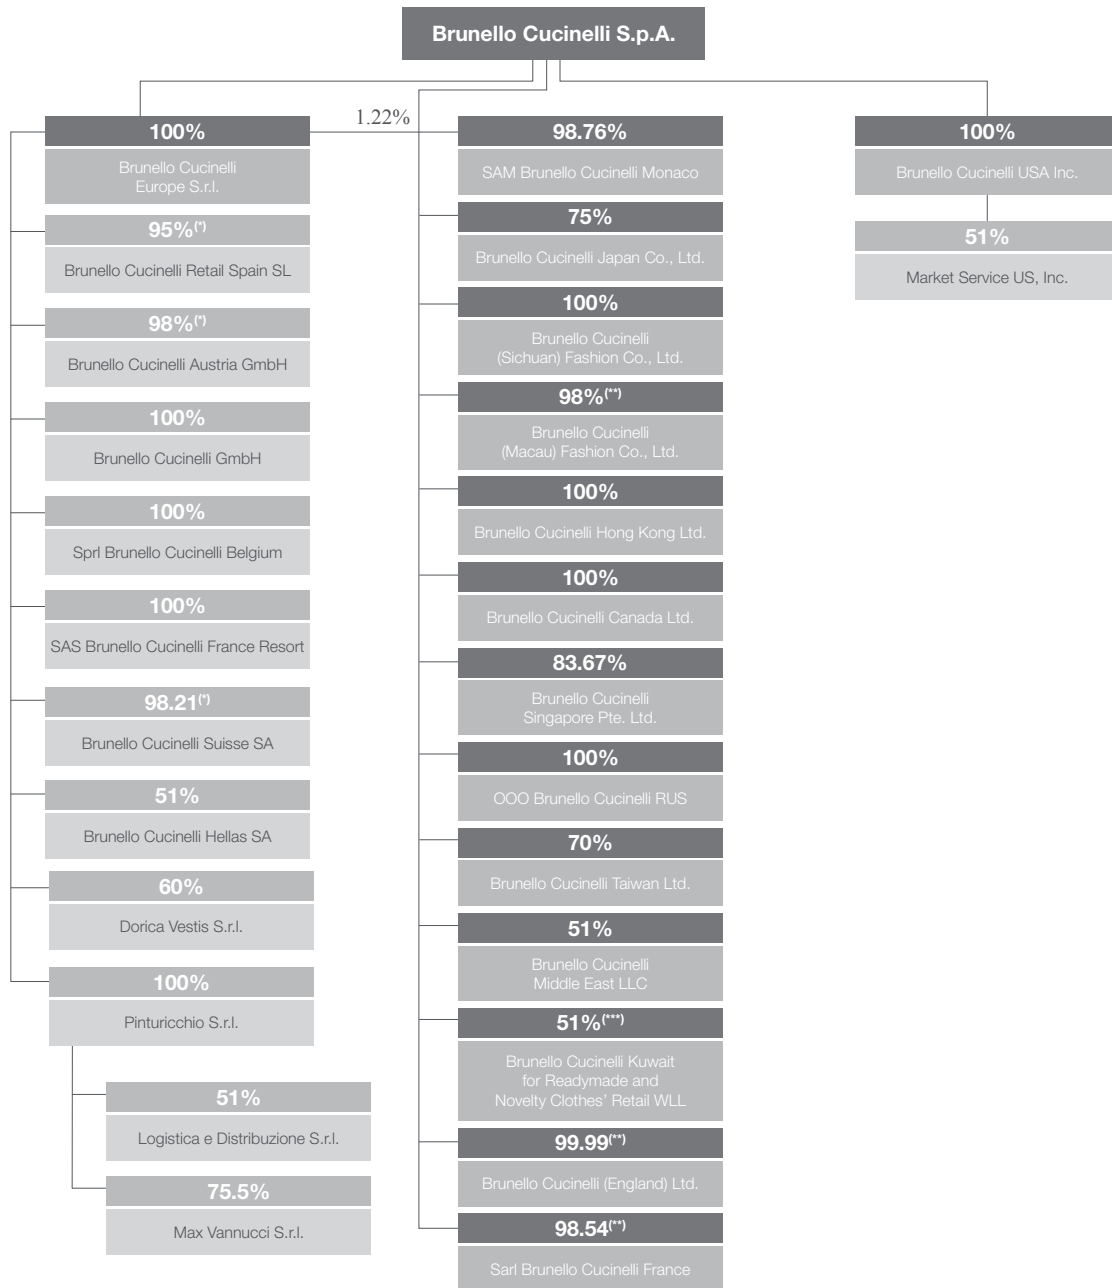 Brunello Cucinelli S.p.A.
1.22%
100%
Brunello Cucinelli
Europe S.r.l.
95%(*)
Brunello Cucinelli Retail Spain SL
98%(*)
Brunello Cucinelli Austria GmbH
100%
Brunello Cucinelli GmbH
100%
Sprl Brunello Cucinelli Belgium
100%
SAS Brunello Cucinelli France Resort
98.21(*)
Brunello Cucinelli Suisse SA
51%
Brunello Cucinelli Hellas SA
60%
Dorica Vestis S.r.l.
100%
Pinturicchio S.r.l.
51%
Logistica e Distribuzione S.r.l.
75.5%
Max Vannucci S.r.l.
98.76%
SAM Brunello Cucinelli Monaco
75%
Brunello Cucinelli Japan Co., Ltd.
100%
Brunello Cucinelli
(Sichuan) Fashion Co., Ltd.
98%(**)
Brunello Cucinelli
(Macau) Fashion Co., Ltd.
100%
Brunello Cucinelli Hong Kong Ltd.
100%
Brunello Cucinelli Canada Ltd.
83.67%
Brunello Cucinelli
Singapore Pte. Ltd.
100%
OOO Brunello Cucinelli RUS
70%
Brunello Cucinelli Taiwan Ltd.
51%
Brunello Cucinelli
Middle East LLC
51%(***)
Brunello Cucinelli Kuwait
for Readymade and
Novelty Clothes’ Retail WLL
99.99(**)
Brunello Cucinelli (England) Ltd.
98.54(**)
Sarl Brunello Cucinelli France
100%
Brunello Cucinelli USA Inc.
51%
Market Service US, Inc.